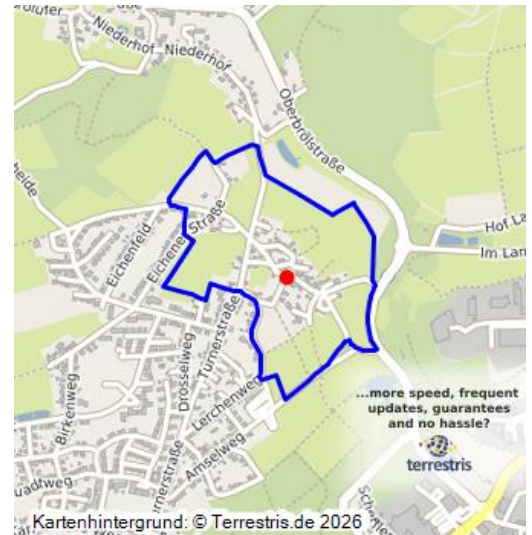 Niederhof
Niederhof
Oberbrölstraße
Eichenfeld
Eichener Straße
Hof La
Im Lan
Turnerstraße
Drosselweg
Birkenweg
Lerchenweg
Amselweg
...more speed, frequent
updates, guarantees
and no hassle?
terrestris
Kartenhintergrund: © Terrestris.de 2026